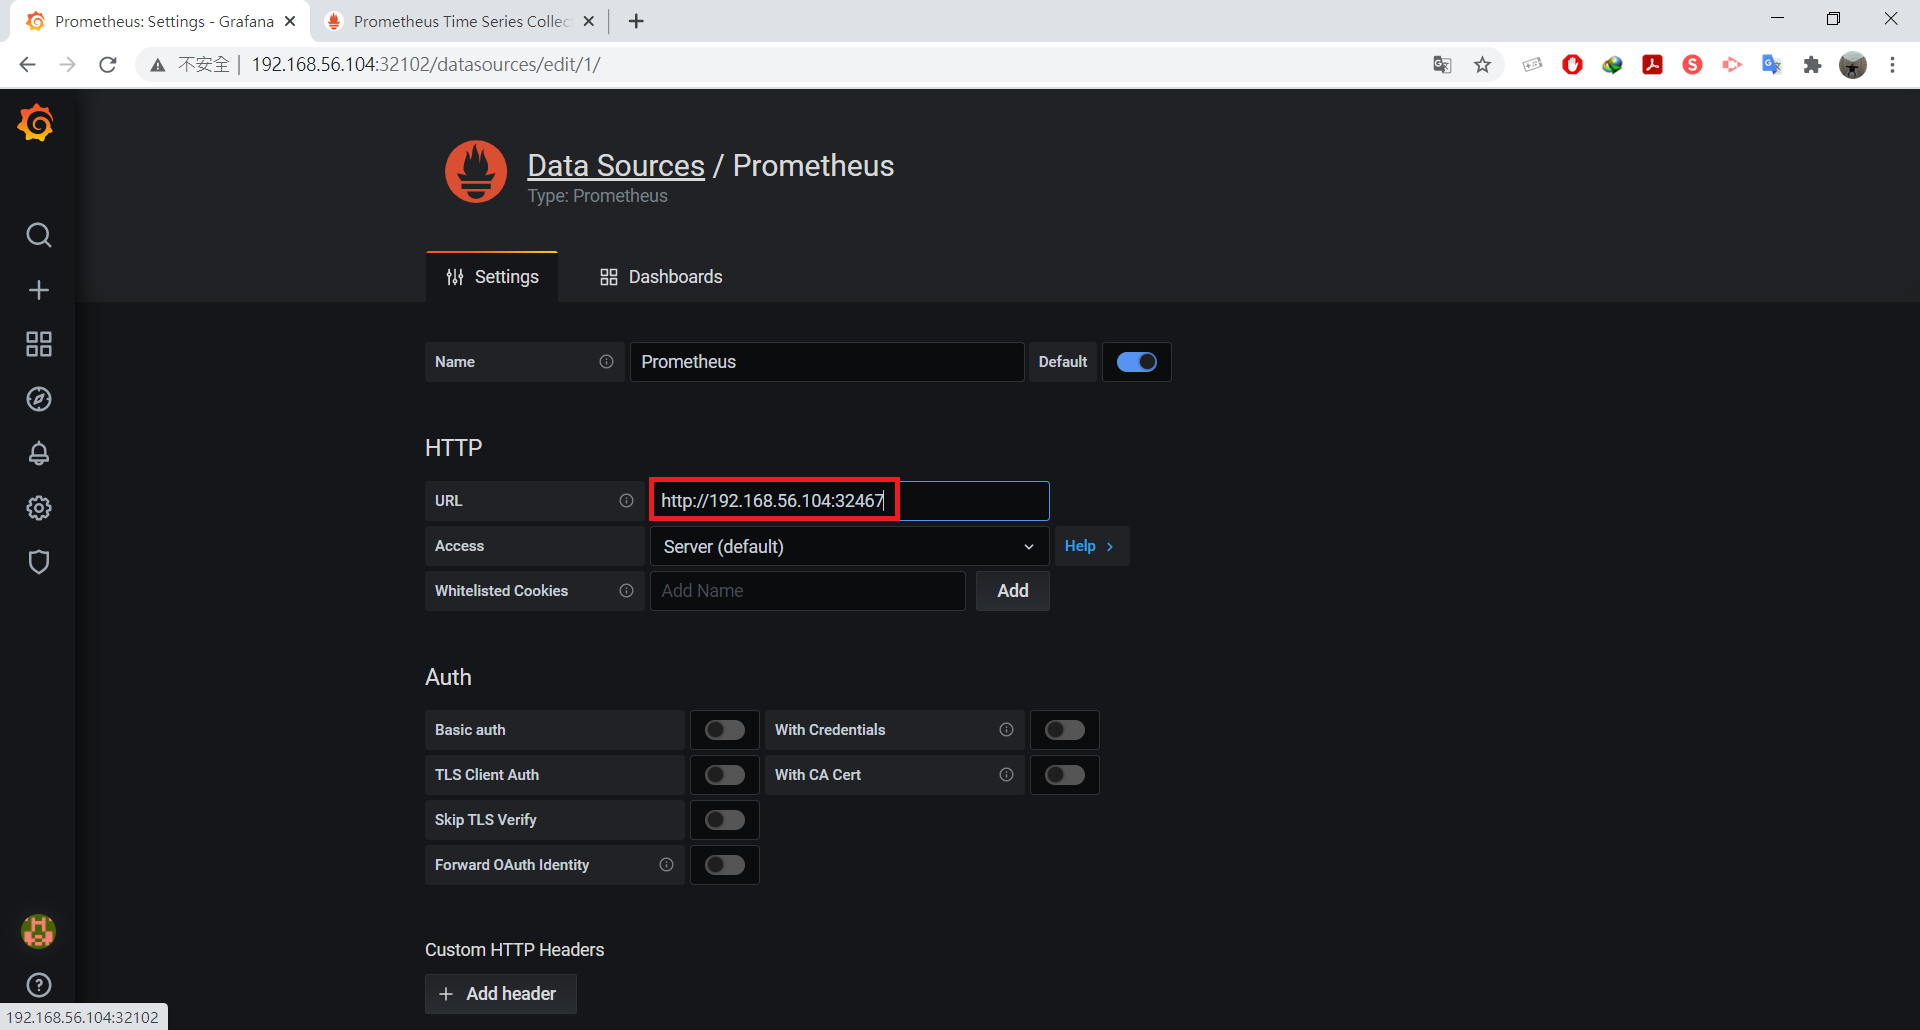 Prometheus: Settings - Grafana
Prometheus Time Series Collec
不安全 192.168.56.104:32102/datasources/edit/1/
Data Sources / Prometheus
Type: Prometheus
Settings
Dashboards
Name
Prometheus
Default
HTTP
URL
http://192.168.56.104:32467
Access
Server (default)
Help
Whitelisted Cookies
Add Name
Add
Auth
Basic auth
With Credentials
TLS Client Auth
With CA Cert
Skip TLS Verify
Forward OAuth Identity
Custom HTTP Headers
Add header
192.168.56.104:32102